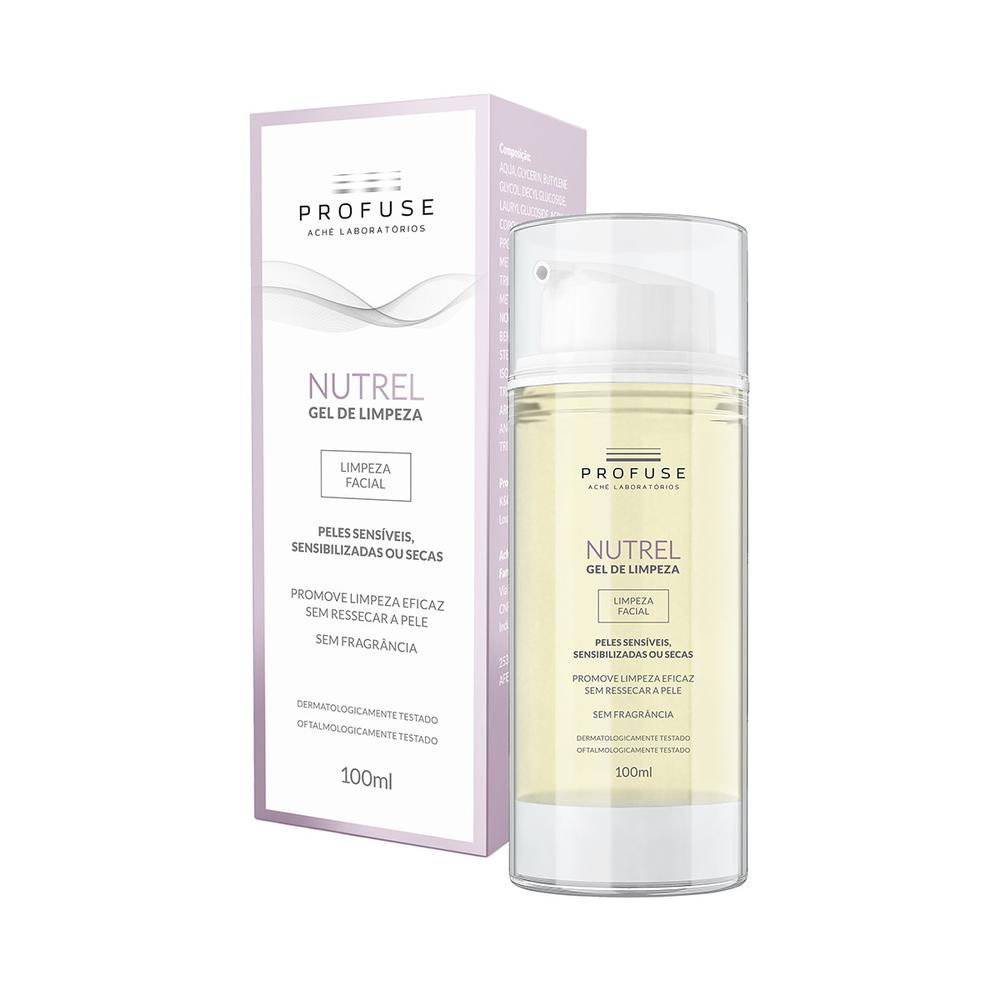 PROFUSE
ACHÉ LABORATÓRIOS
NUTREL
GEL DE LIMPEZA
LIMPEZA
FACIAL
PELES SENSÍVEIS,
SENSIBILIZADAS OU SECAS
PROMOVE LIMPEZA EFICAZ
SEM RESSECAR A PELE
SEM FRAGRÂNCIA
DERMATOLOGICAMENTE TESTADO
OFTALMOLOGICAMENTE TESTADO
100ml
Composição:
AQUA, GLYCERIN, BUTYLENE
GLYCOL, DECYL GLUCOSIDE,
LAURYL GLUCOSIDE,
PROFUSE
ACHÉ LABORATÓRIOS
NUTREL
GEL DE LIMPEZA
LIMPEZA
FACIAL
PELES SENSÍVEIS,
SENSIBILIZADAS OU SECAS
PROMOVE LIMPEZA EFICAZ
SEM RESSECAR A PELE
SEM FRAGRÂNCIA
DERMATOLOGICAMENTE TESTADO
OFTALMOLOGICAMENTE TESTADO
100ml